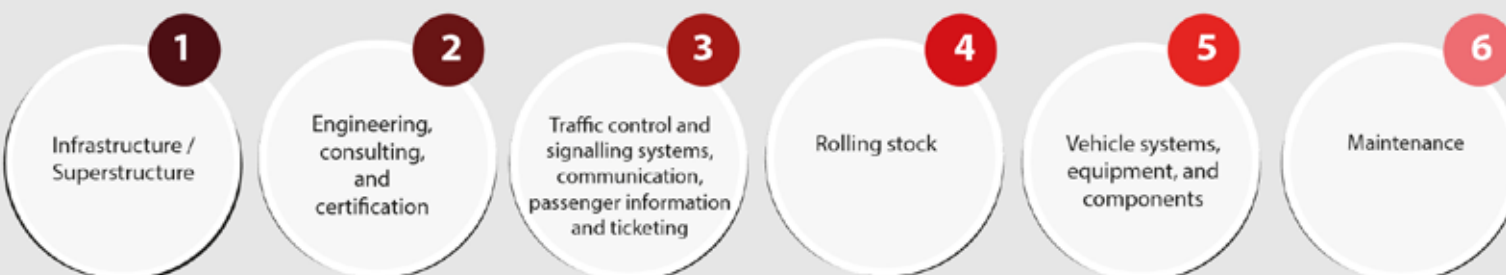 1
Infrastructure /
Superstructure
2
Engineering,
consulting,
and
certification
3
Traffic control and
signalling systems,
communication,
passenger information
and ticketing
4
Rolling stock
5
Vehicle systems,
equipment, and
components
6
Maintenance